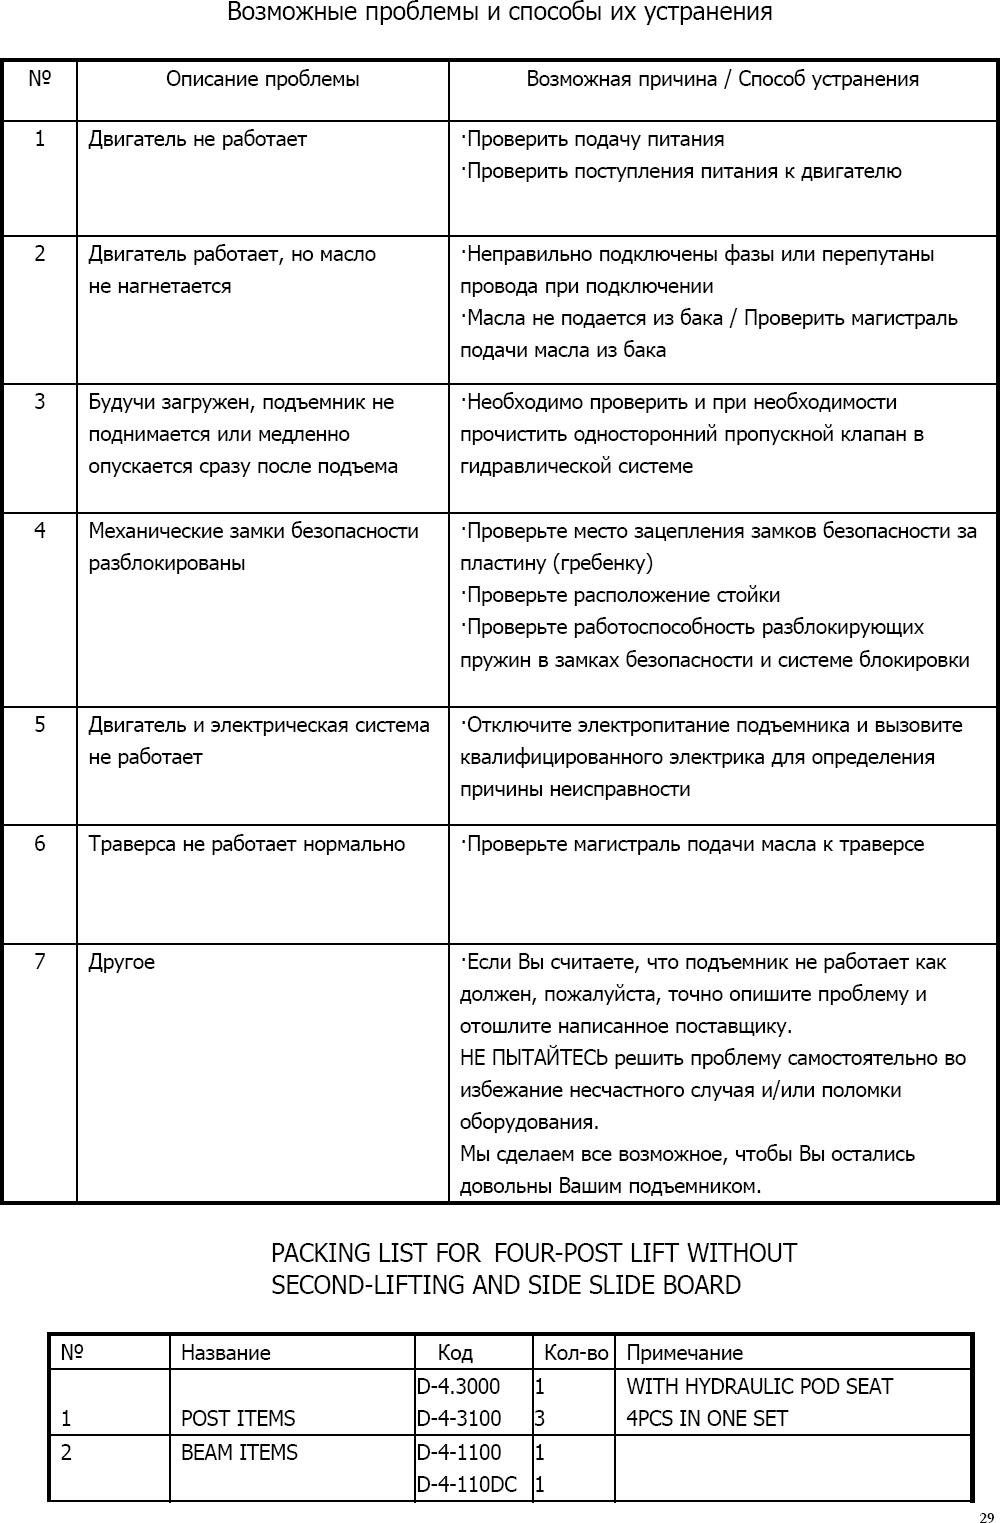 Возможные проблемы и способы их устранения
№ Описание проблемы Возможная причина / Способ устранения
1 Двигатель не работает ·Проверить подачу питания
·Проверить поступления питания к двигателю
2 Двигатель работает, но масло ·Неправильно подключены фазы или перепутаны
не нагнетается провода при подключении
·Масла не подается из бака / Проверить магистраль
подачи масла из бака
3 Будучи загружен, подъемник не ·Необходимо проверить и при необходимости
поднимается или медленно прочистить односторонний пропускной клапан в
опускается сразу после подъема гидравлической системе
4 Механические замки безопасности ·Проверьте место зацепления замков безопасности за
разблокированы пластину (гребенку)
·Проверьте расположение стойки
·Проверьте работоспособность разблокирующих
пружин в замках безопасности и системе блокировки
5 Двигатель и электрическая система ·Отключите электропитание подъемника и вызовите
не работает квалифицированного электрика для определения
причины неисправности
6 Траверса не работает нормально ·Проверьте магистраль подачи масла к траверсе
7 Другое ·Если Вы считаете, что подъемник не работает как
должен, пожалуйста, точно опишите проблему и
отошлите написанное поставщику.
НЕ ПЫТАЙТЕСЬ решить проблему самостоятельно во
избежание несчастного случая и/или поломки
оборудования.
Мы сделаем все возможное, чтобы Вы остались
довольны Вашим подъемником.
PACKING LIST FOR FOUR-POST LIFT WITHOUT
SECOND-LIFTING AND SIDE SLIDE BOARD
№ Название Код Кол-во Примечание
D-4.3000 1 WITH HYDRAULIC POD SEAT
1 POST ITEMS D-4-3100 3 4PCS IN ONE SET
2 BEAM ITEMS D-4-1100 1
D-4-110DC 1
29